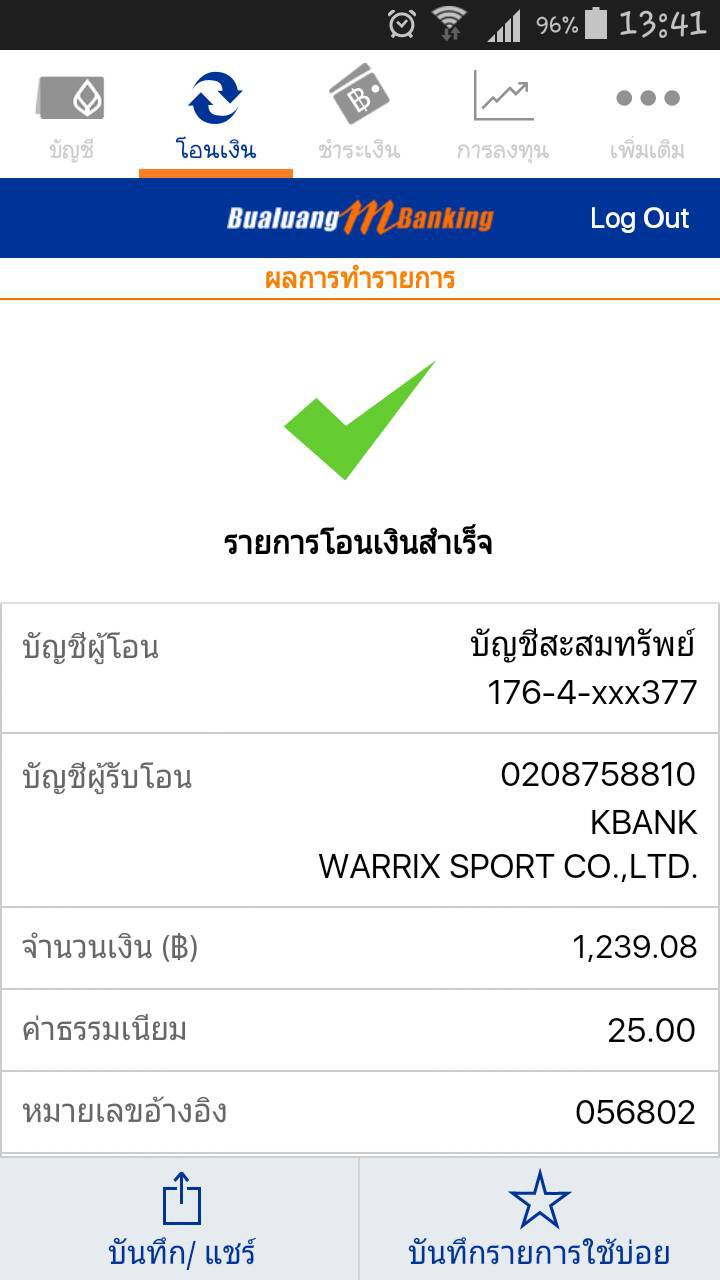 96% 13:41
บัญชี โอนเงิน ชำระเงิน การลงทุน เพิ่มเติม
Bualuang mBanking Log Out
ผลการทำรายการ
รายการโอนเงินสำเร็จ
บัญชีผู้โอน บัญชีสะสมทรัพย์
176-4-xxx377
บัญชีผู้รับโอน 0208758810
KBANK
WARRIX SPORT CO.,LTD.
จำนวนเงิน (฿) 1,239.08
ค่าธรรมเนียม 25.00
หมายเลขอ้างอิง 056802
บันทึก/ แชร์ บันทึกรายการใช้บ่อย